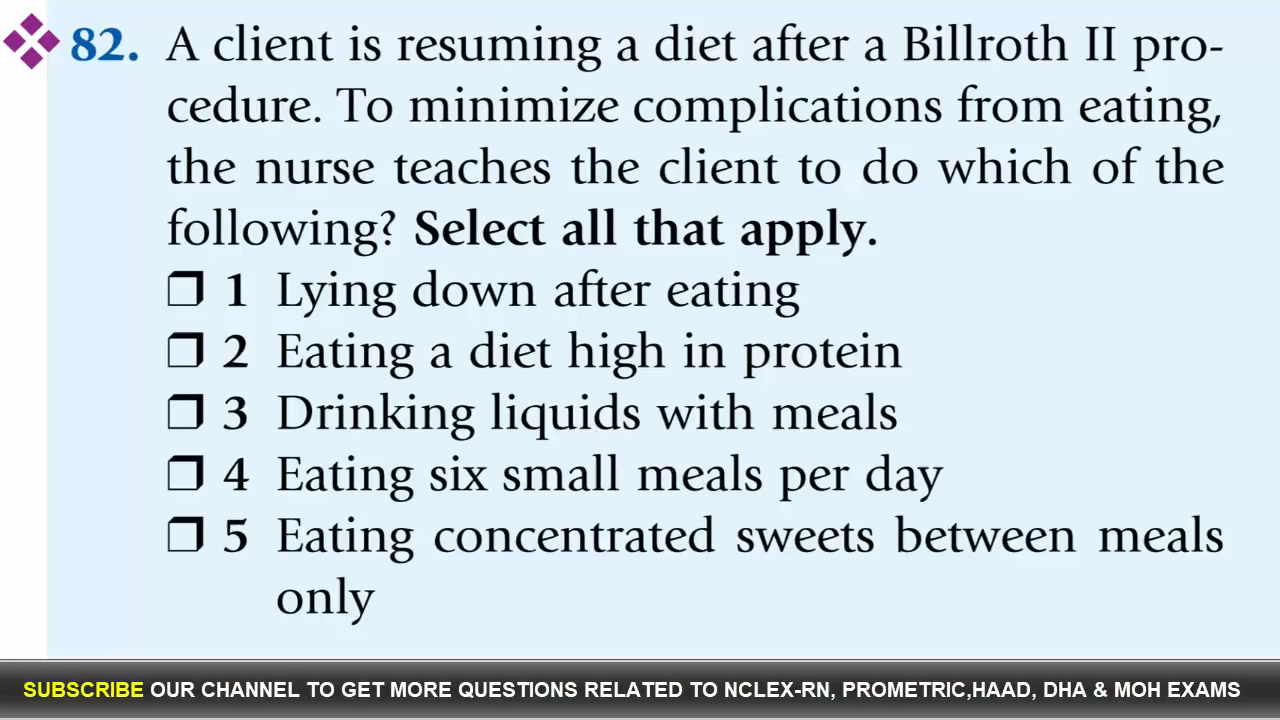 82. A client is resuming a diet after a Billroth II pro-
cedure. To minimize complications from eating,
the nurse teaches the client to do which of the
following? Select all that apply.
❒ 1 Lying down after eating
❒ 2 Eating a diet high in protein
❒ 3 Drinking liquids with meals
❒ 4 Eating six small meals per day
❒ 5 Eating concentrated sweets between meals
only
SUBSCRIBE OUR CHANNEL TO GET MORE QUESTIONS RELATED TO NCLEX-RN, PROMETRIC,HAAD, DHA & MOH EXAMS